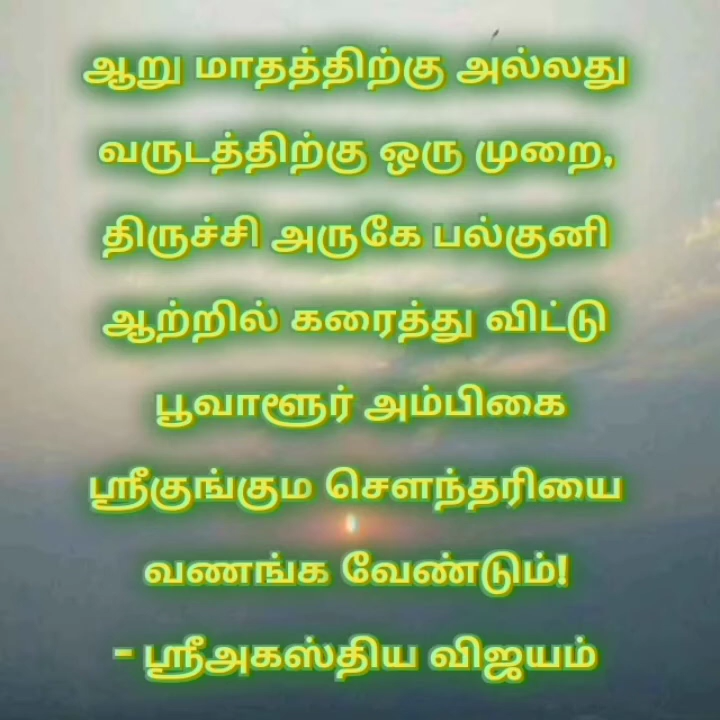 ஆறு மாதத்திற்கு அல்லது
வருடத்திற்கு ஒரு முறை,
திருச்சி அருகே பல்குனி
ஆற்றில் கரைத்து விட்டு
பூவாளூர் அம்பிகை
ஸ்ரீகுங்கும சௌந்தரியை
வணங்க வேண்டும்!
- ஸ்ரீஅகஸ்திய விஜயம்